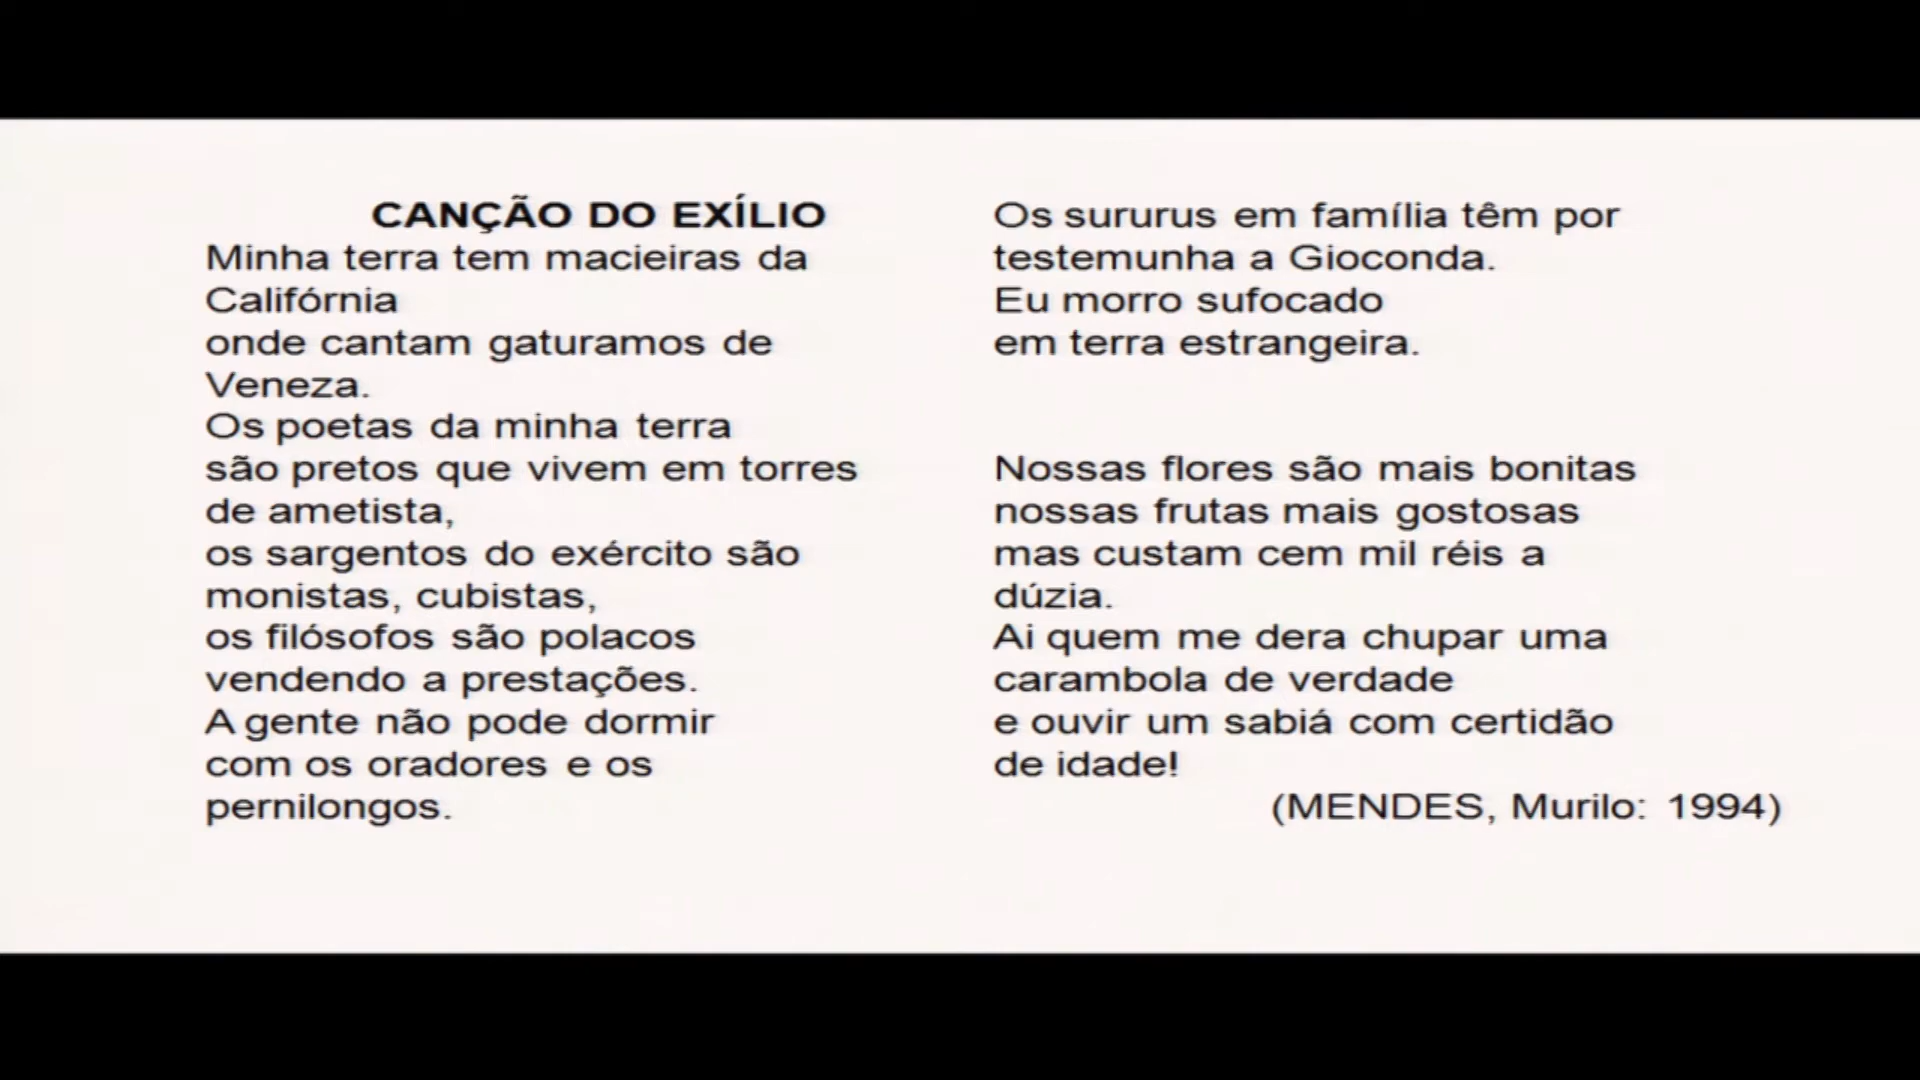 CANÇÃO DO EXÍLIO
Minha terra tem macieiras da
Califórnia
onde cantam gaturamos de
Veneza.
Os poetas da minha terra
são pretos que vivem em torres
de ametista,
os sargentos do exército são
monistas, cubistas,
os filósofos são polacos
vendendo a prestações.
A gente não pode dormir
com os oradores e os
pernilongos.
Os sururus em família têm por
testemunha a Gioconda.
Eu morro sufocado
em terra estrangeira.
Nossas flores são mais bonitas
nossas frutas mais gostosas
mas custam cem mil réis a
dúzia.
Ai quem me dera chupar uma
carambola de verdade
e ouvir um sabiá com certidão
de idade!
(MENDES, Murilo: 1994)